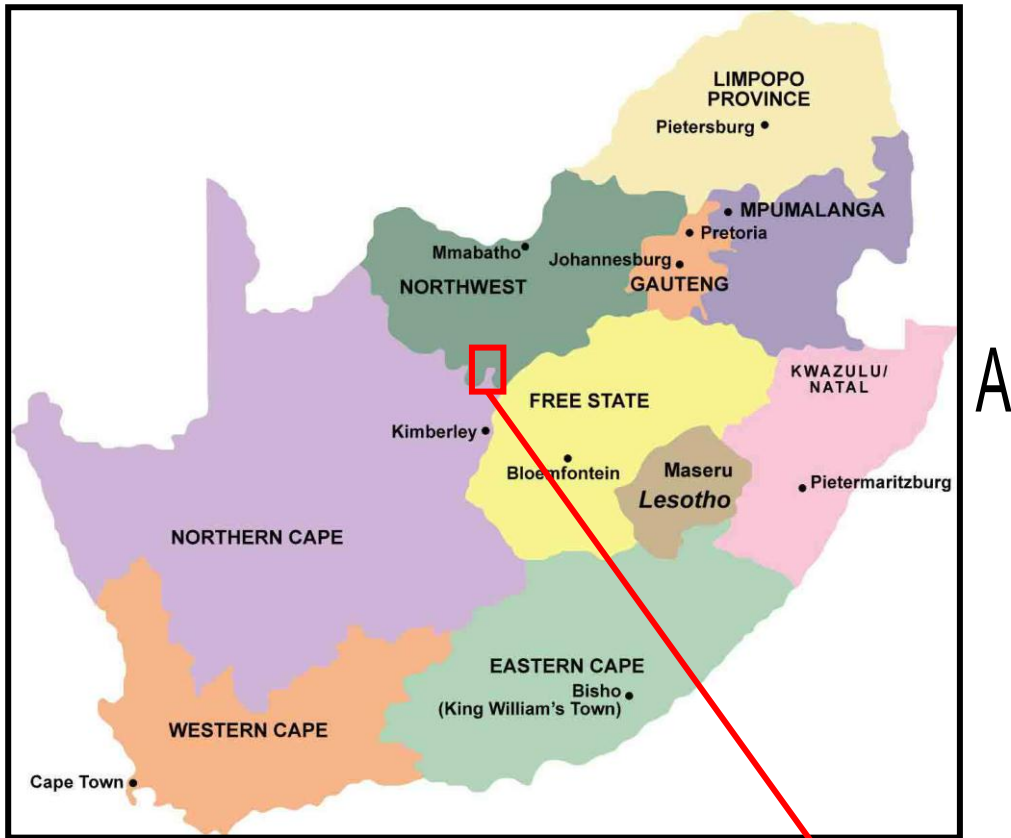 LIMPOPO
PROVINCE
Pietersburg
MPUMALANGA
Pretoria
Mmabatho
Johannesburg
GAUTENG
NORTHWEST
A
KWAZULU/
NATAL
FREE STATE
Kimberley
Bloemfontein
Maseru
Lesotho
Pietermaritzburg
NORTHERN CAPE
EASTERN CAPE
Bisho
(King William's Town)
WESTERN CAPE
Cape Town